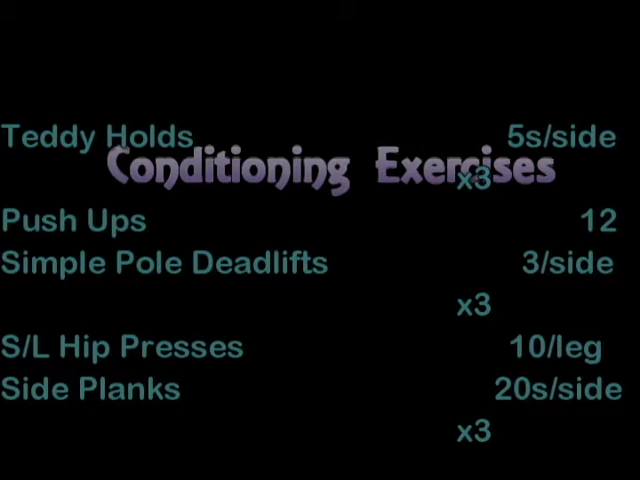 Teddy Holds 5s/side
Conditioning Exercises
x3
Push Ups 12
Simple Pole Deadlifts 3/side
x3
S/L Hip Presses 10/leg
Side Planks 20s/side
x3